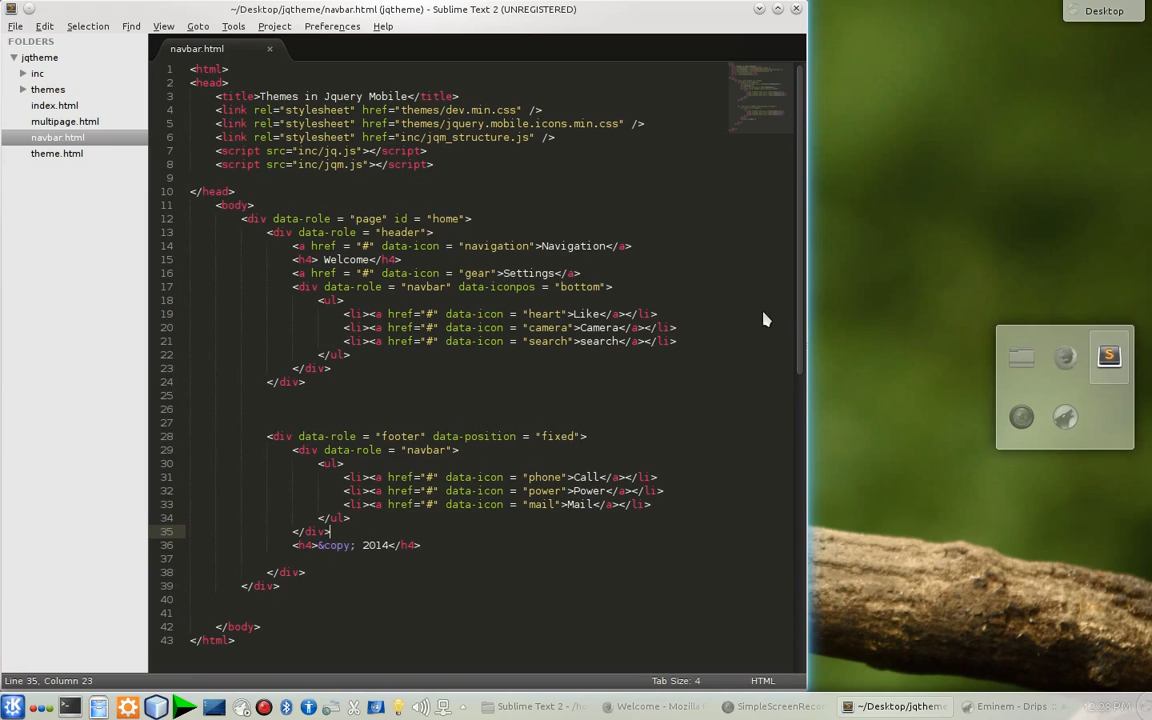 ~/Desktop/jqtheme/navbar.html (jqtheme) - Sublime Text 2 (UNREGISTERED)
Desktop
File Edit Selection Find View Goto Tools Project Preferences Help
FOLDERS
jqtheme
inc
themes
index.html
multipage.html
navbar.html
theme.html
navbar.html ×
1 <html>
2 <head>
3 <title>Themes in Jquery Mobile</title>
4 <link rel="stylesheet" href="themes/dev.min.css" />
5 <link rel="stylesheet" href="themes/jquery.mobile.icons.min.css" />
6 <link rel="stylesheet" href="inc/jqm_structure.js" />
7 <script src="inc/jq.js"></script>
8 <script src="inc/jqm.js"></script>
9
10 </head>
11 <body>
12 <div data-role = "page" id = "home">
13 <div data-role = "header">
14 <a href = "#" data-icon = "navigation">Navigation</a>
15 <h4> Welcome</h4>
16 <a href = "#" data-icon = "gear">Settings</a>
17 <div data-role = "navbar" data-iconpos = "bottom">
18 <ul>
19 <li><a href="#" data-icon = "heart">Like</a></li>
20 <li><a href="#" data-icon = "camera">Camera</a></li>
21 <li><a href="#" data-icon = "search">search</a></li>
22 </ul>
23 </div>
24 </div>
25
26
27
28 <div data-role = "footer" data-position = "fixed">
29 <div data-role = "navbar">
30 <ul>
31 <li><a href="#" data-icon = "phone">Call</a></li>
32 <li><a href="#" data-icon = "power">Power</a></li>
33 <li><a href="#" data-icon = "mail">Mail</a></li>
34 </ul>
35 </div>
36 <h4>&copy; 2014</h4>
37
38 </div>
39 </div>
40
41
42 </body>
43 </html>
Line 35, Column 23 Tab Size: 4 HTML
Sublime Text 2 - /ho Welcome - Mozilla F SimpleScreenReco ~/Desktop/jqtheme Eminem - Drips 12:28 PM